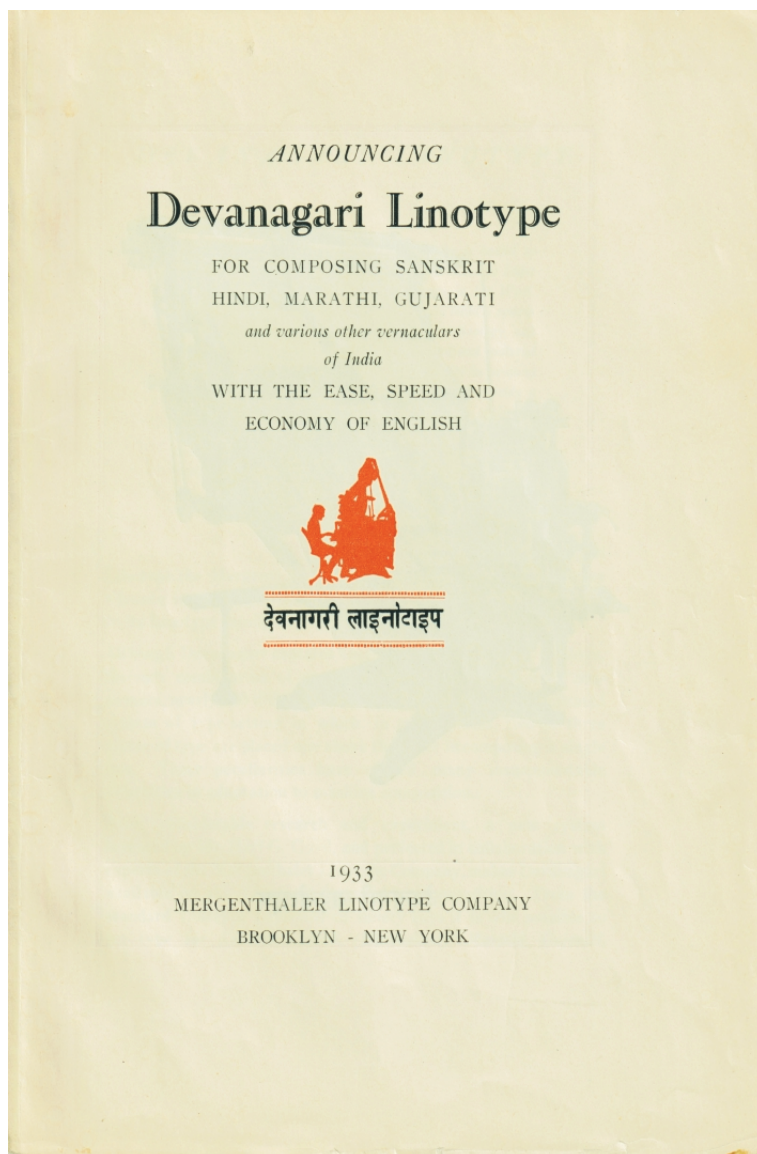 ANNOUNCING
Devanagari Linotype
FOR COMPOSING SANSKRIT
HINDI, MARATHI, GUJARATI
and various other vernaculars
of India
WITH THE EASE, SPEED AND
ECONOMY OF ENGLISH
देवनागरी लाइनोटाइप
1933
MERGENTHALER LINOTYPE COMPANY
BROOKLYN - NEW YORK